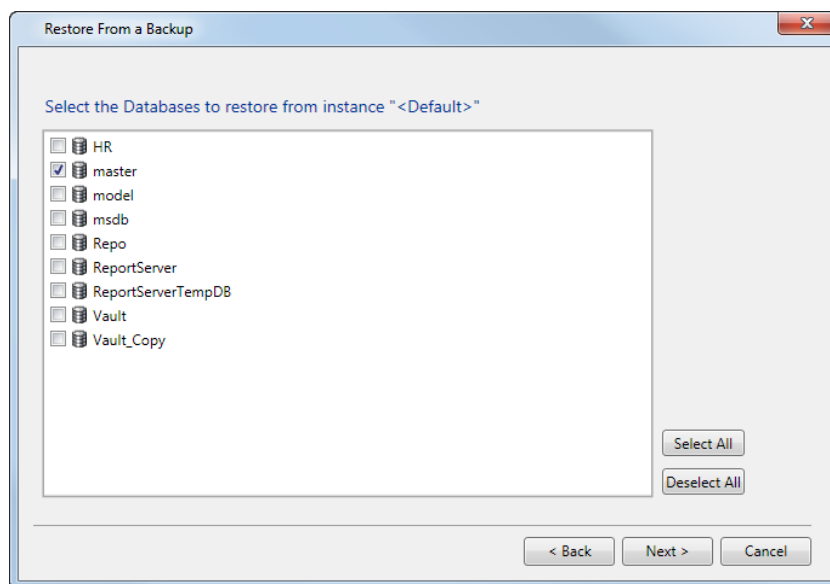 Restore From a Backup
x
Select the Databases to restore from instance "<Default>"
HR
master
model
msdb
Repo
ReportServer
ReportServerTempDB
Vault
Vault_Copy
Select All
Deselect All
< Back Next > Cancel